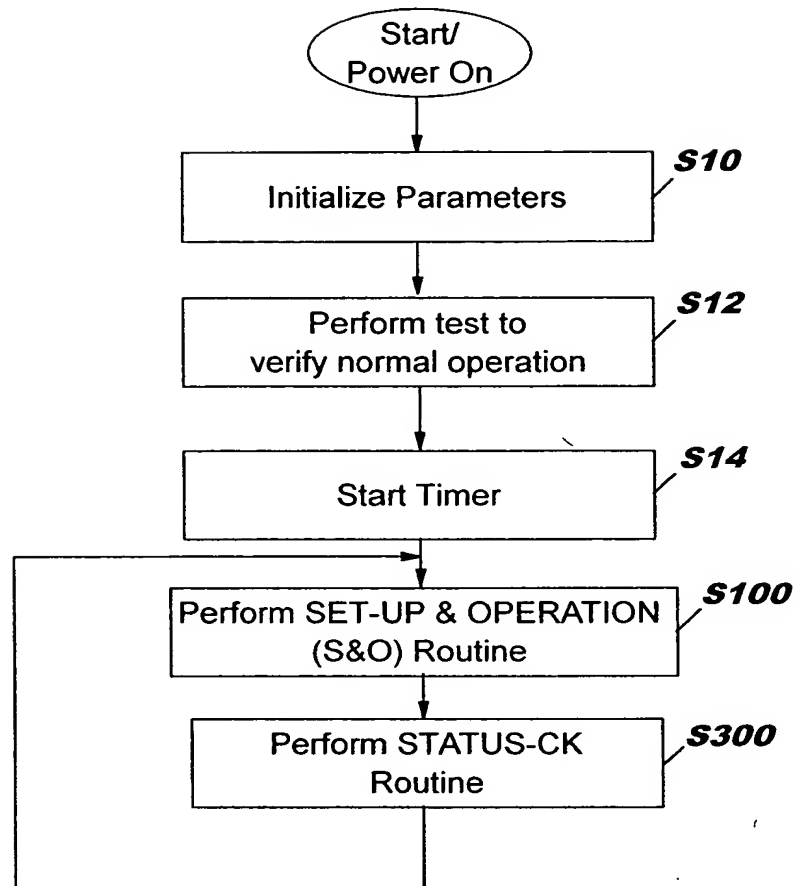 Start/
Power On
S10
Initialize Parameters
S12
Perform test to
verify normal operation
S14
Start Timer
S100
Perform SET-UP & OPERATION
(S&O) Routine
S300
Perform STATUS-CK
Routine